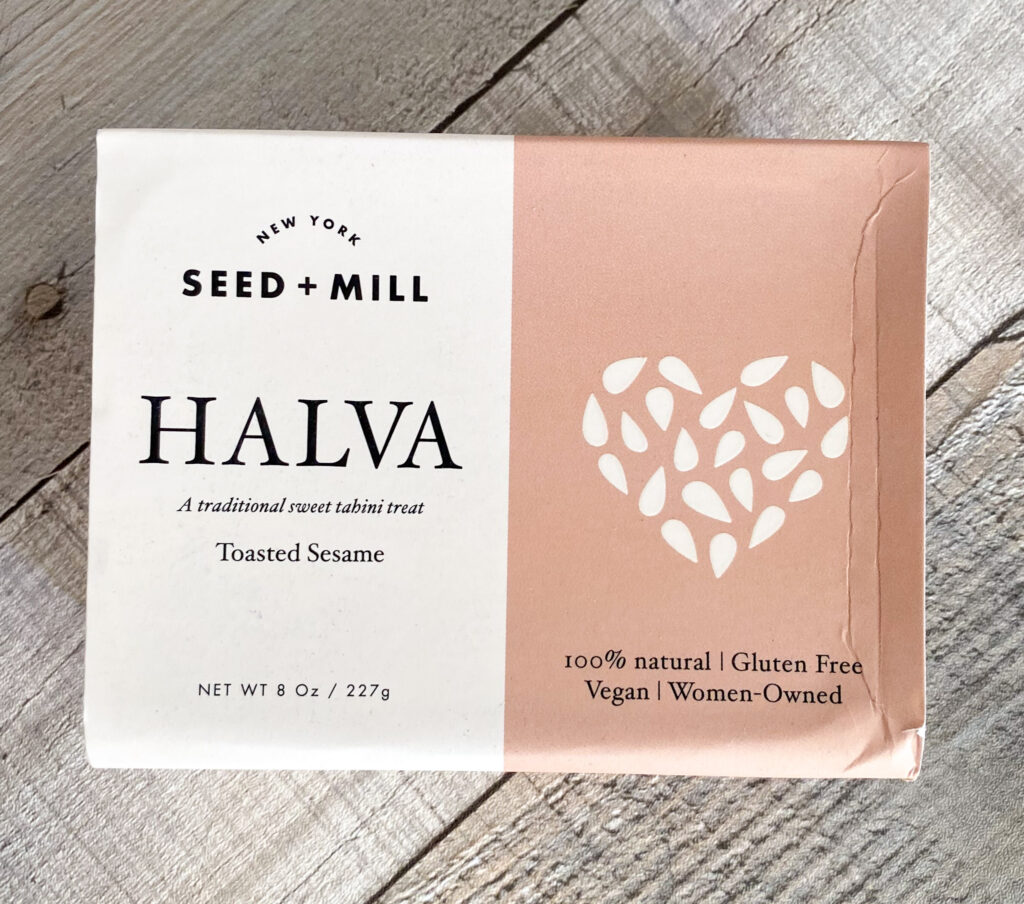 NEW YORK
SEED + MILL
HALVA
A traditional sweet tahini treat
Toasted Sesame
NET WT 8 Oz / 227g
100% natural | Gluten Free
Vegan | Women-Owned